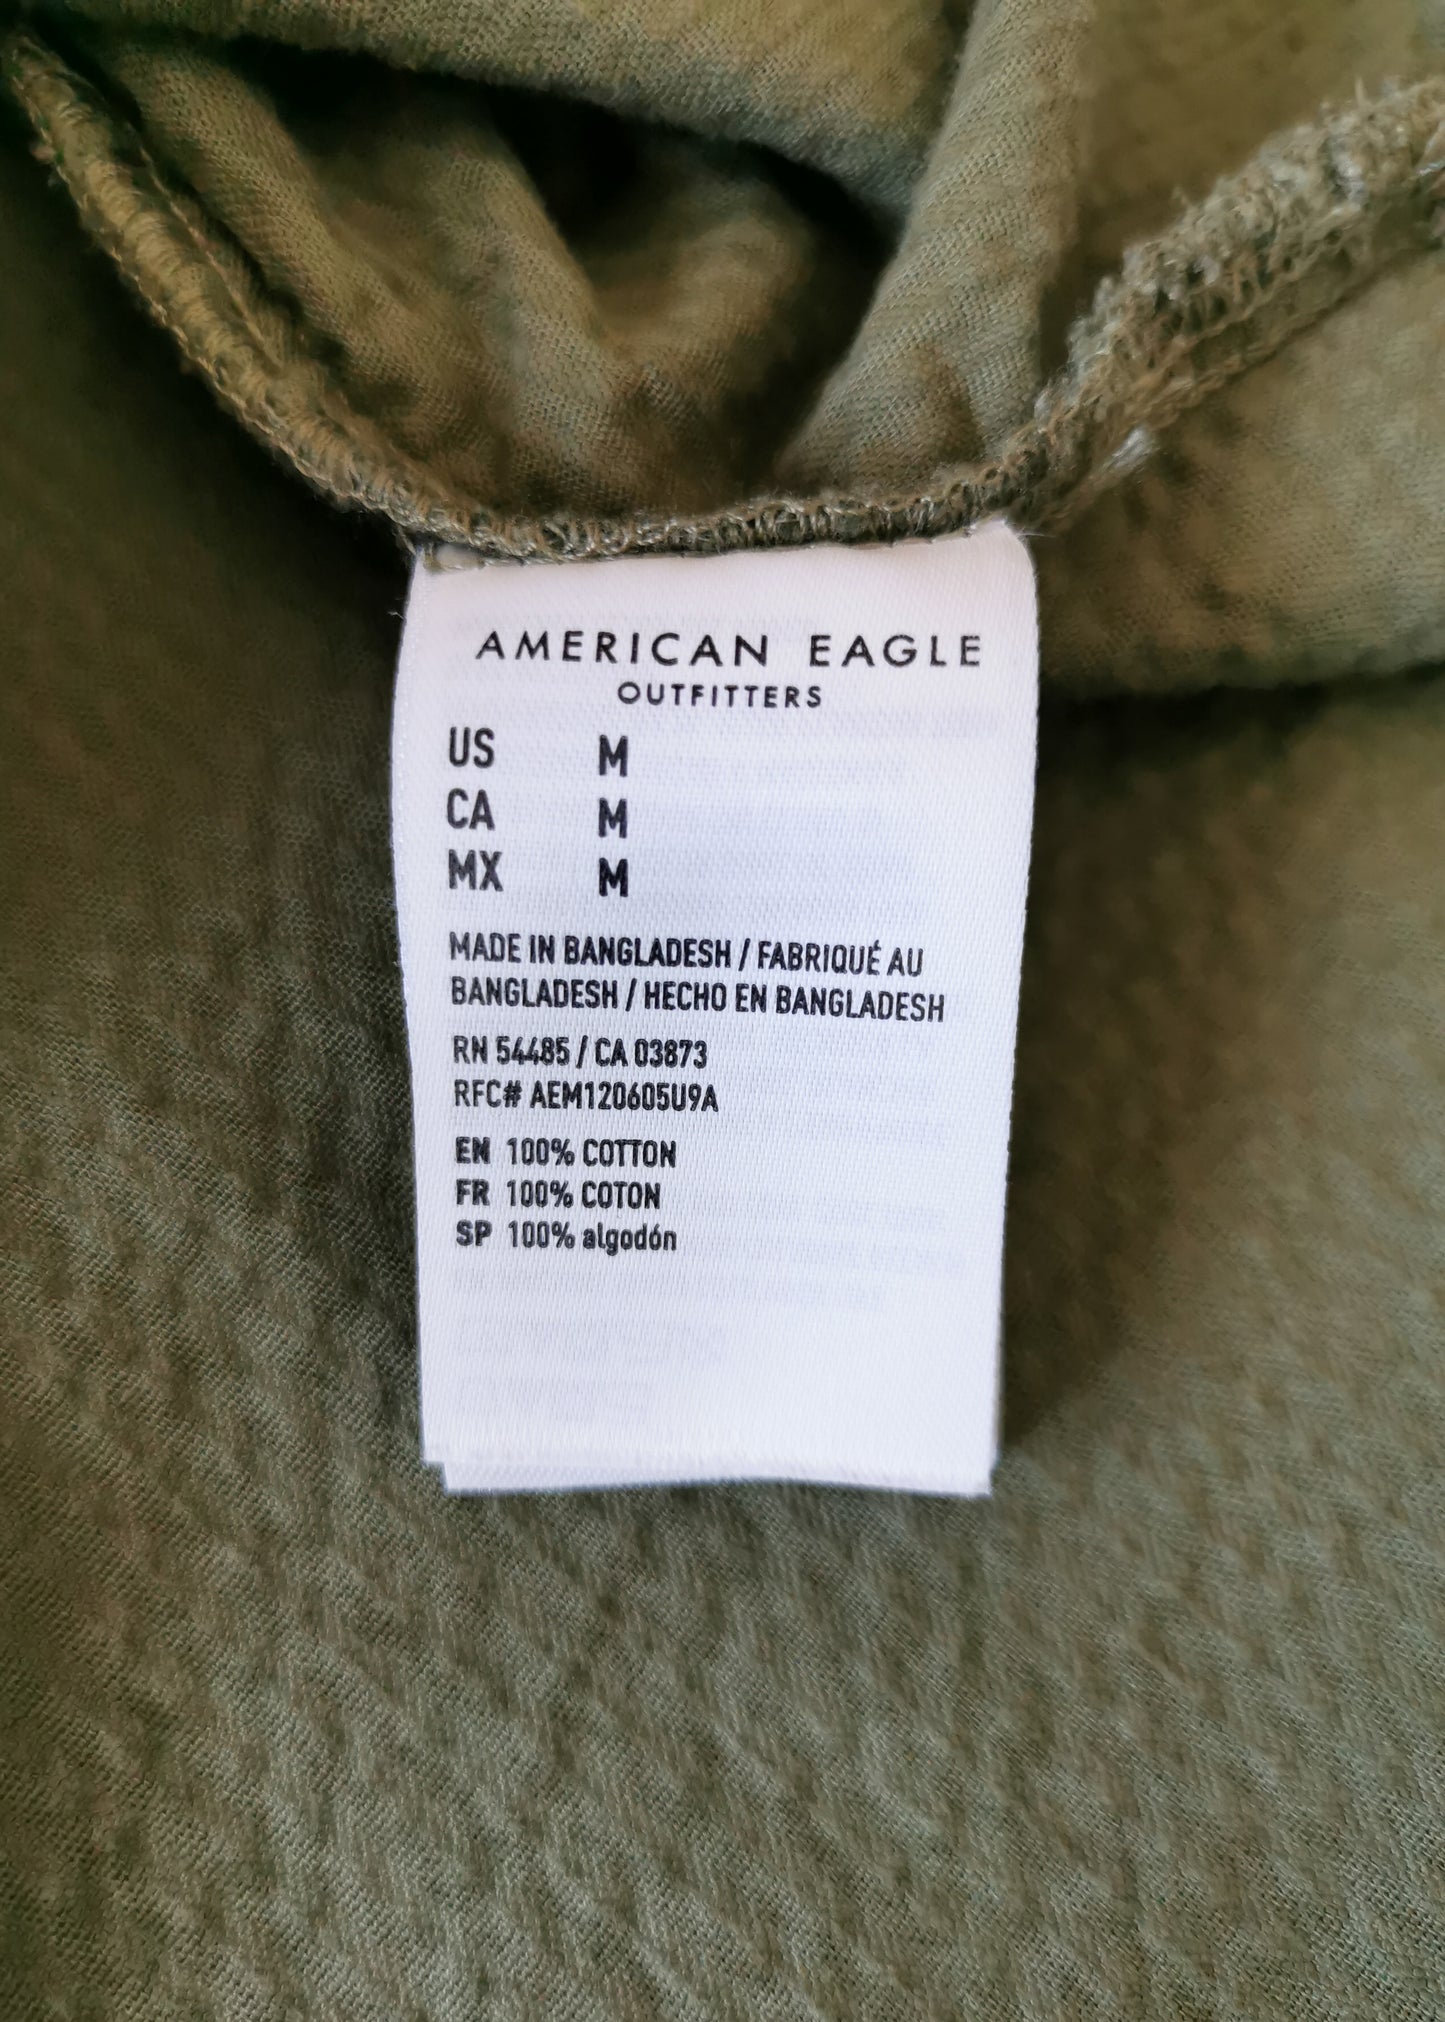 AMERICAN EAGLE
OUTFITTERS
US M
CA M
MX M
MADE IN BANGLADESH / FABRIQUÉ AU
BANGLADESH / HECHO EN BANGLADESH
RN 54485 / CA 03873
RFC# AEM120605U9A
EN 100% COTTON
FR 100% COTON
SP 100% algodón